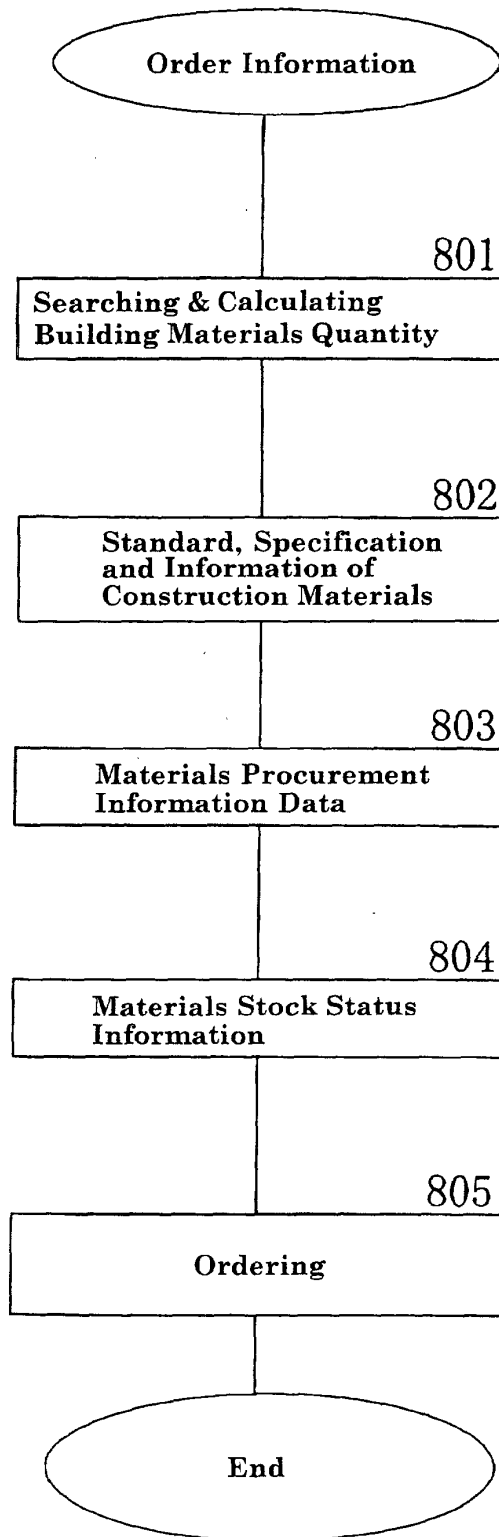 Order Information
801
Searching & Calculating
Building Materials Quantity
802
Standard, Specification
and Information of
Construction Materials
803
Materials Procurement
Information Data
804
Materials Stock Status
Information
805
Ordering
End